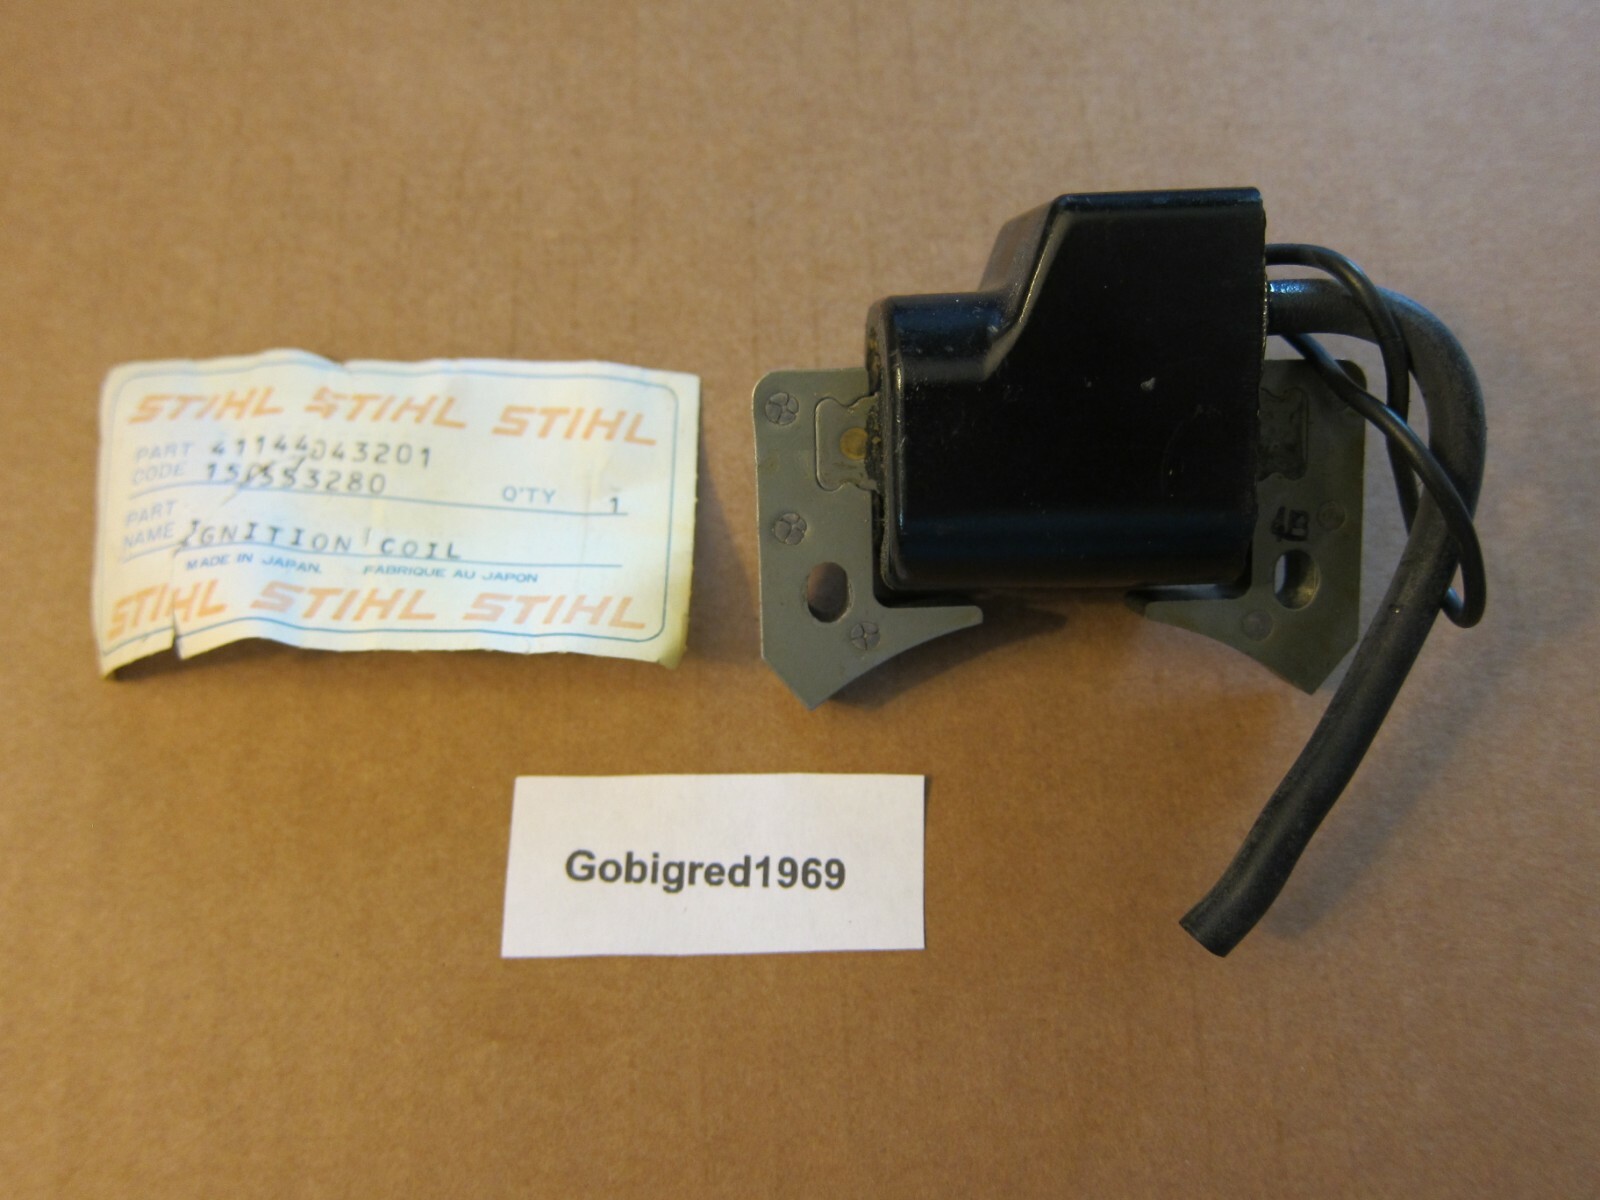 STIHL STIHL STIHL
PART 41144043201
CODE 150553280 Q'TY 1
PART
NAME IGNITION COIL
MADE IN JAPAN. FABRIQUE AU JAPON
STIHL STIHL STIHL
Gobigred1969